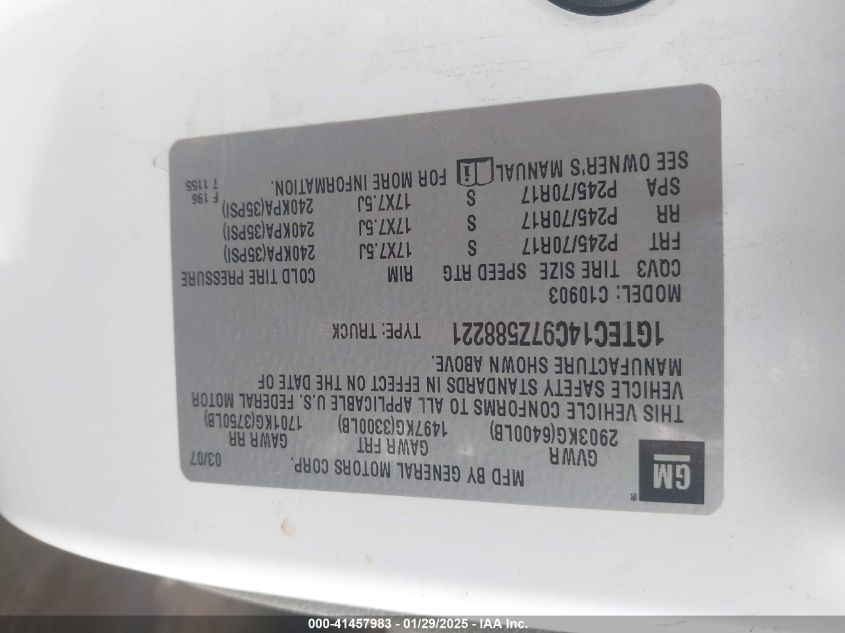 GM ®
MFD BY GENERAL MOTORS CORP. 03/07
GVWR GAWR FRT GAWR RR
2903KG(6400LB) 1497KG(3300LB) 1701KG(3750LB)
THIS VEHICLE CONFORMS TO ALL APPLICABLE U.S. FEDERAL MOTOR
VEHICLE SAFETY STANDARDS IN EFFECT ON THE DATE OF
MANUFACTURE SHOWN ABOVE.
1GTEC14C97Z588221 TYPE: TRUCK
MODEL: C10903
CQV3 TIRE SIZE SPEED RTG RIM COLD TIRE PRESSURE
FRT P245/70R17 S 17X7.5J 240KPA(35PSI)
RR P245/70R17 S 17X7.5J 240KPA(35PSI)
SPA P245/70R17 S 17X7.5J 240KPA(35PSI)
SEE OWNER'S MANUAL i FOR MORE INFORMATION.
F 196
T 1155
000-41457983 - 01/29/2025 - IAA Inc.